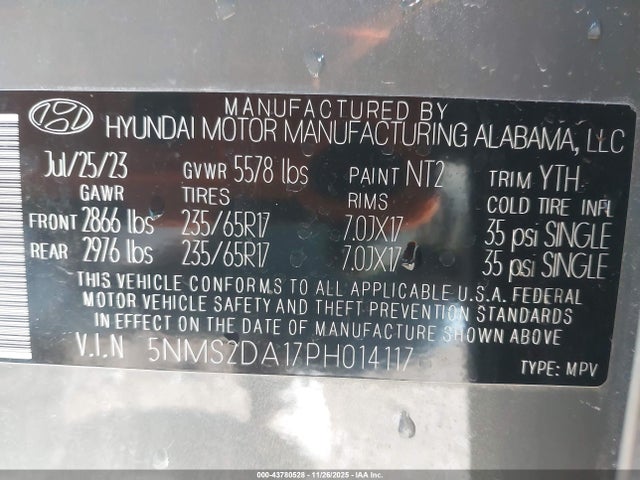 MANUFACTURED BY
HYUNDAI MOTOR MANUFACTURING ALABAMA, LLC
Jul/25/23 GVWR 5578 lbs PAINT NT2 TRIM YTH
GAWR TIRES RIMS COLD TIRE INFL
FRONT 2866 lbs 235/65R17 7.0JX17 35 psi SINGLE
REAR 2976 lbs 235/65R17 7.0JX17 35 psi SINGLE
THIS VEHICLE CONFORMS TO ALL APPLICABLE U.S.A. FEDERAL
MOTOR VEHICLE SAFETY AND THEFT PREVENTION STANDARDS
IN EFFECT ON THE DATE OF MANUFACTURE SHOWN ABOVE.
V.I.N 5NMS2DA17PH014117
TYPE: MPV
000-43780528 - 11/26/2025 - IAA Inc.